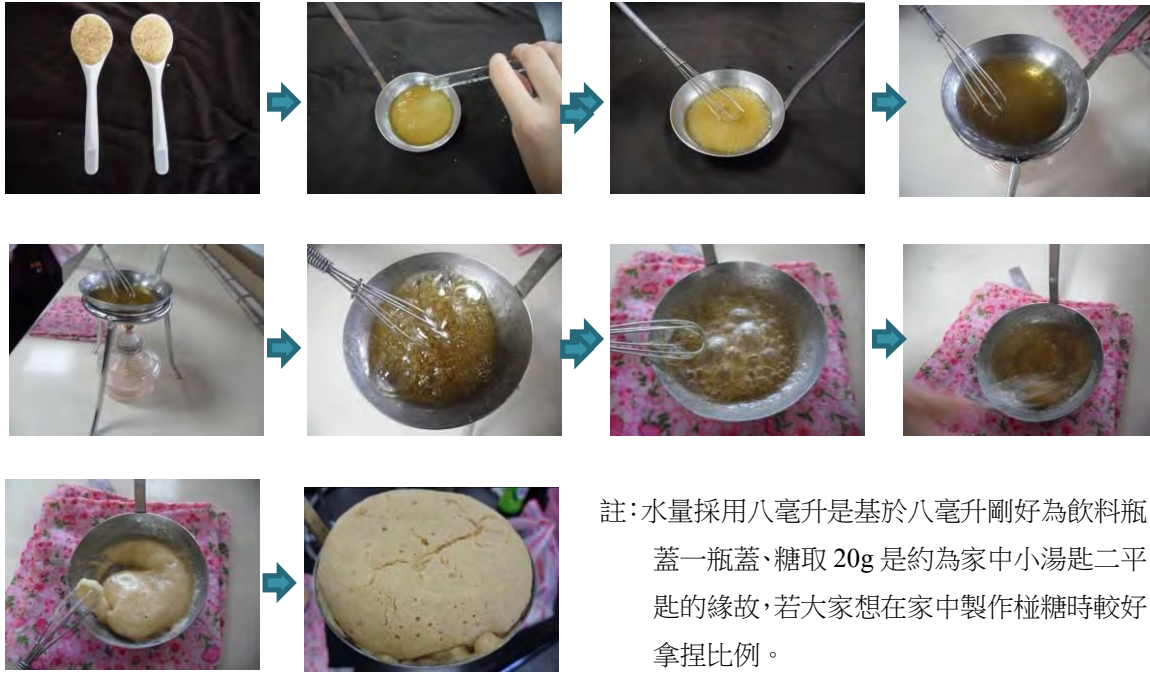 註：水量採用八毫升是基於八毫升剛好為飲料瓶
蓋一瓶蓋、糖取 20g 是約為家中小湯匙二平
匙的緣故，若大家想在家中製作椪糖時較好
拿捏比例。